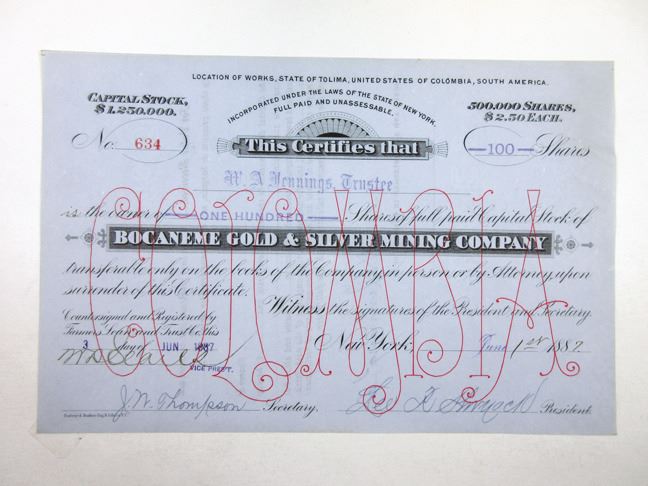 LOCATION OF WORKS, STATE OF TOLIMA, UNITED STATES OF COLOMBIA, SOUTH AMERICA.
INCORPORATED UNDER THE LAWS OF THE STATE OF NEW YORK.
FULL PAID AND UNASSESSABLE.
CAPITAL STOCK,
$1.250.000.
500.000 SHARES,
$2.50 EACH.
No. 634
This Certifies that
100 Shares
W. A. Jennings, Trustee
is the owner of ONE HUNDRED Shares of full paid Capital Stock of
COLOMBIA
BOCANEME GOLD & SILVER MINING COMPANY
transferable only on the books of the Company, in person or by Attorney, upon
surrender of this Certificate.
Witness the signatures of the President and Secretary.
Countersigned and Registered by
Farmers Loan and Trust Co. this
3 day of JUN 1887
New York, June 1st 1887.
VICE PREST.
J. W. Thompson Secretary.
Geo President.